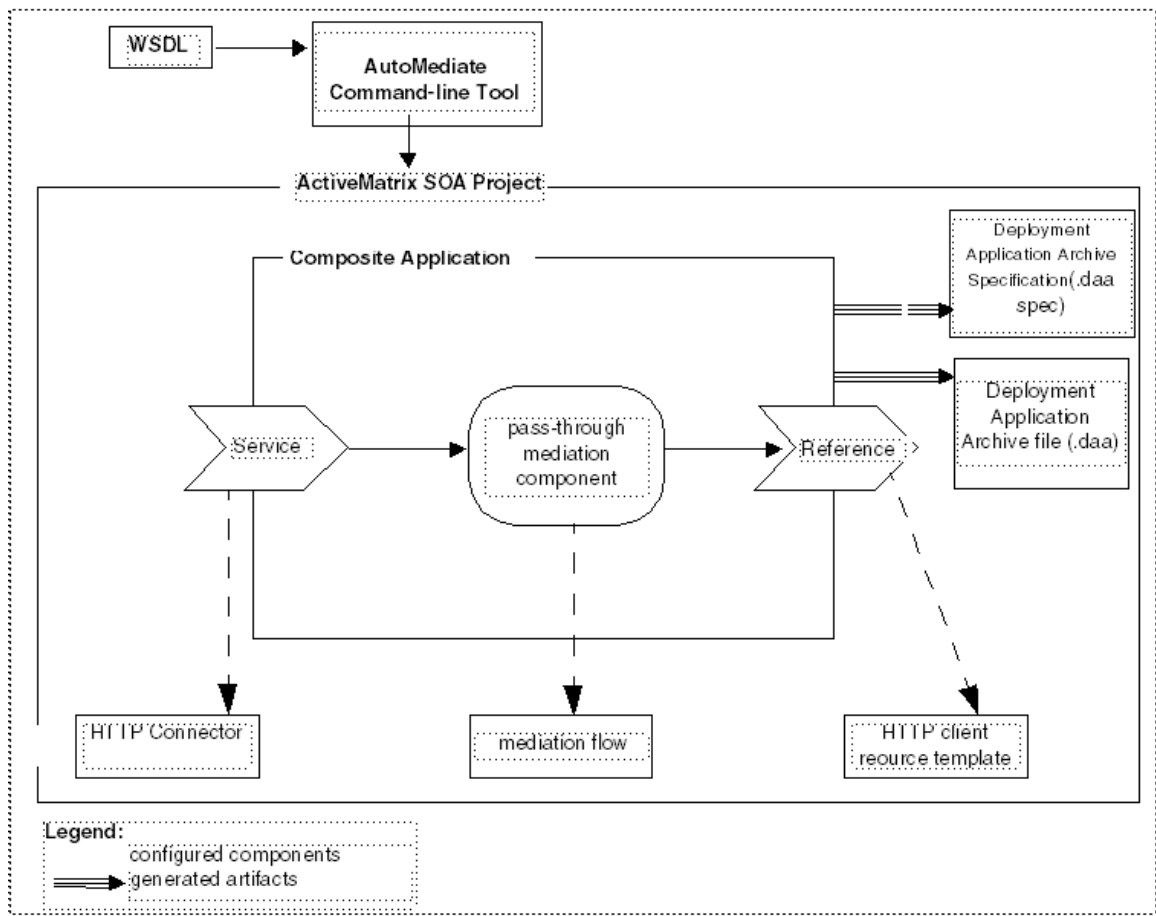 WSDL
AutoMediate
Command-line Tool
ActiveMatrix SOA Project
Deployment
Application Archive
Specification(.daa
spec)
Composite Application
Deployment
Application
Archive file (.daa)
Service
pass-through
mediation
component
Reference
HTTP Connector
mediation flow
HTTP client
reource template
Legend:
configured components
generated artifacts